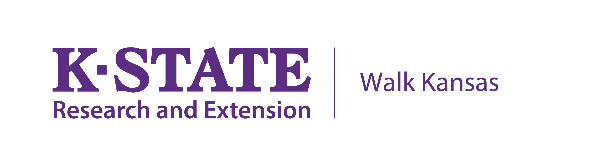 K-STATE
Research and Extension
Walk Kansas